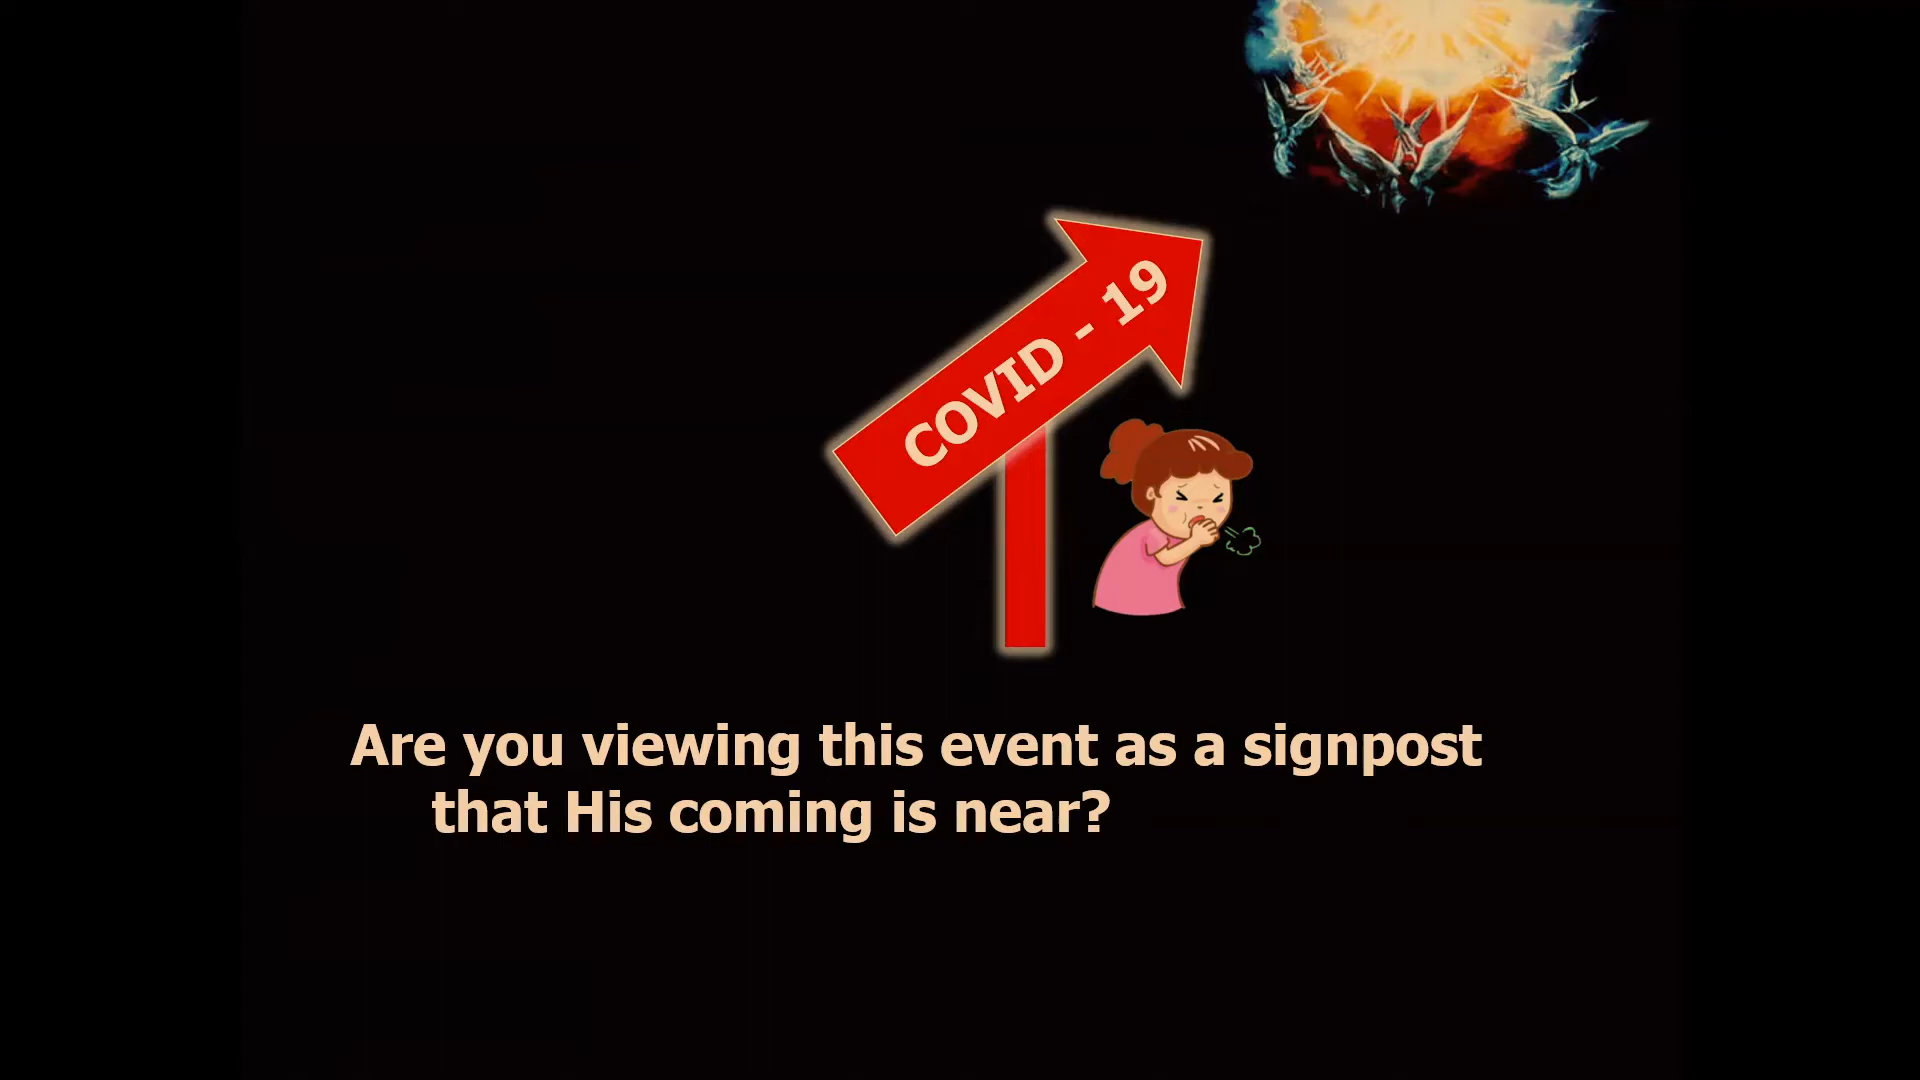 COVID - 19
Are you viewing this event as a signpost
that His coming is near?